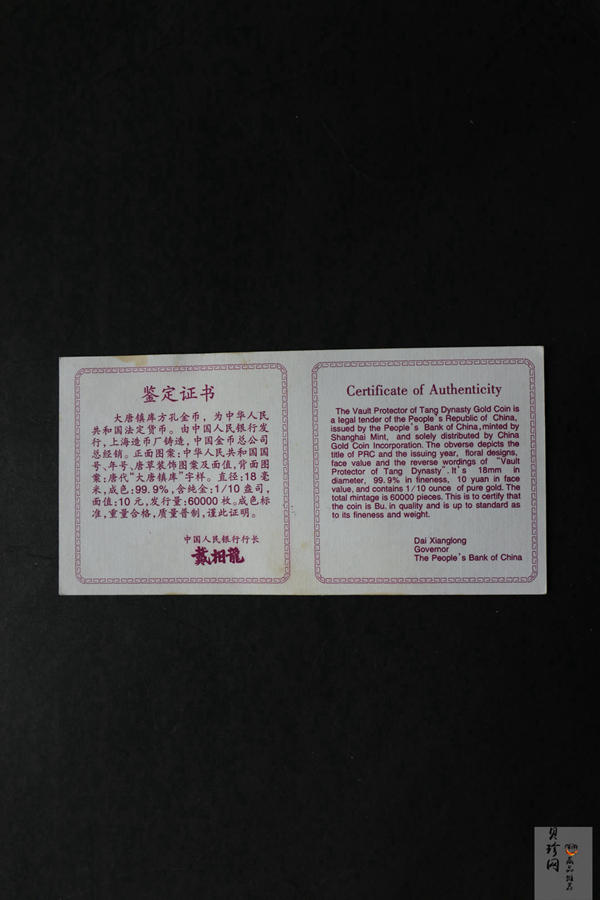 鉴定证书
大唐镇库方孔金币，为中华人民
共和国法定货币。由中国人民银行发
行，上海造币厂铸造，中国金币总公司
总经销。正面图案：中华人民共和国国
号、年号、唐草装饰图案及面值，背面图
案：唐代“大唐镇库”字样。直径：18毫
米，成色：99.9%，含纯金：1/10盎司，
面值：10元，发行量：60000枚。成色标
准，重量合格，质量普制，谨此证明。
中国人民银行行长
戴相龍
Certificate of Authenticity
The Vault Protector of Tang Dynasty Gold Coin is
a legal tender of the People's Republic of China,
issued by the People's Bank of China, minted by
Shanghai Mint, and solely distributed by China
Gold Coin Incorporation. The obverse depicts the
title of PRC and the issuing year, floral designs,
face value and the reverse wordings of "Vault
Protector of Tang Dynasty". It's 18mm in
diameter, 99.9% in fineness, 10 yuan in face
value, and contains 1/10 ounce of pure gold. The
total mintage is 60000 pieces. This is to certify that
the coin is Bu. in quality and is up to standard as
to its fineness and weight.
Dai Xianglong
Governor
The People's Bank of China
贝珍网